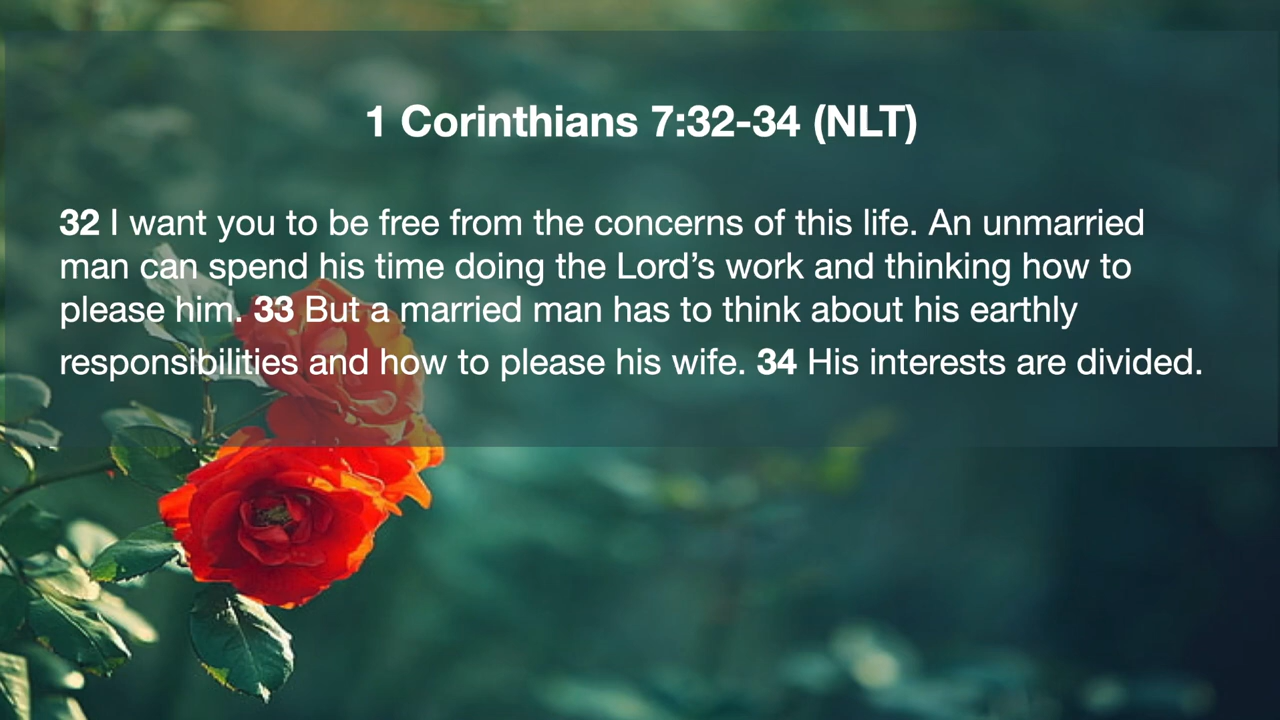 1 Corinthians 7:32-34 (NLT)
32 I want you to be free from the concerns of this life. An unmarried
man can spend his time doing the Lord’s work and thinking how to
please him. 33 But a married man has to think about his earthly
responsibilities and how to please his wife. 34 His interests are divided.